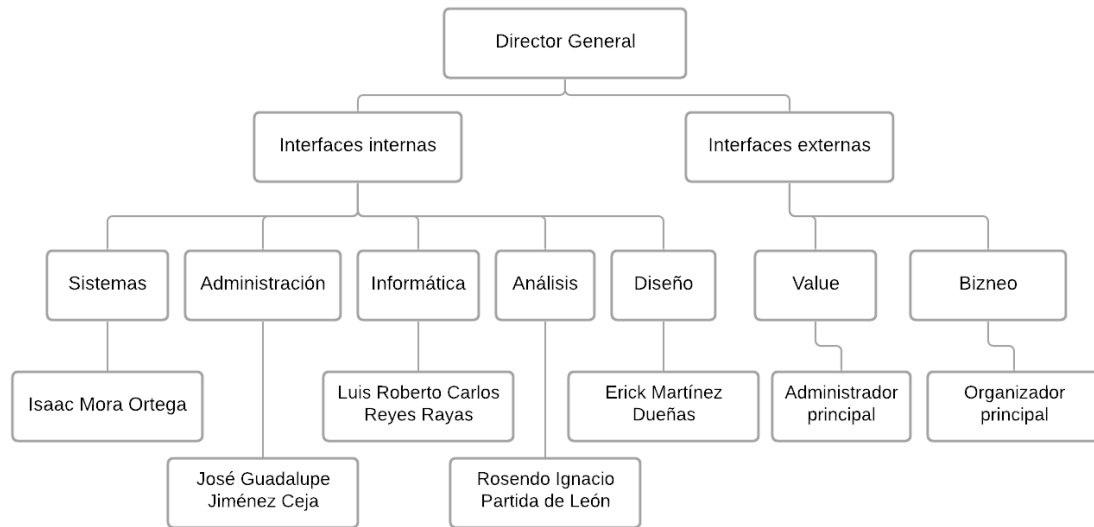 Director General
Interfaces internas
Interfaces externas
Sistemas
Administración
Informática
Análisis
Diseño
Value
Bizneo
Isaac Mora Ortega
Luis Roberto Carlos
Reyes Rayas
Erick Martínez
Dueñas
Administrador
principal
Organizador
principal
José Guadalupe
Jiménez Ceja
Rosendo Ignacio
Partida de León